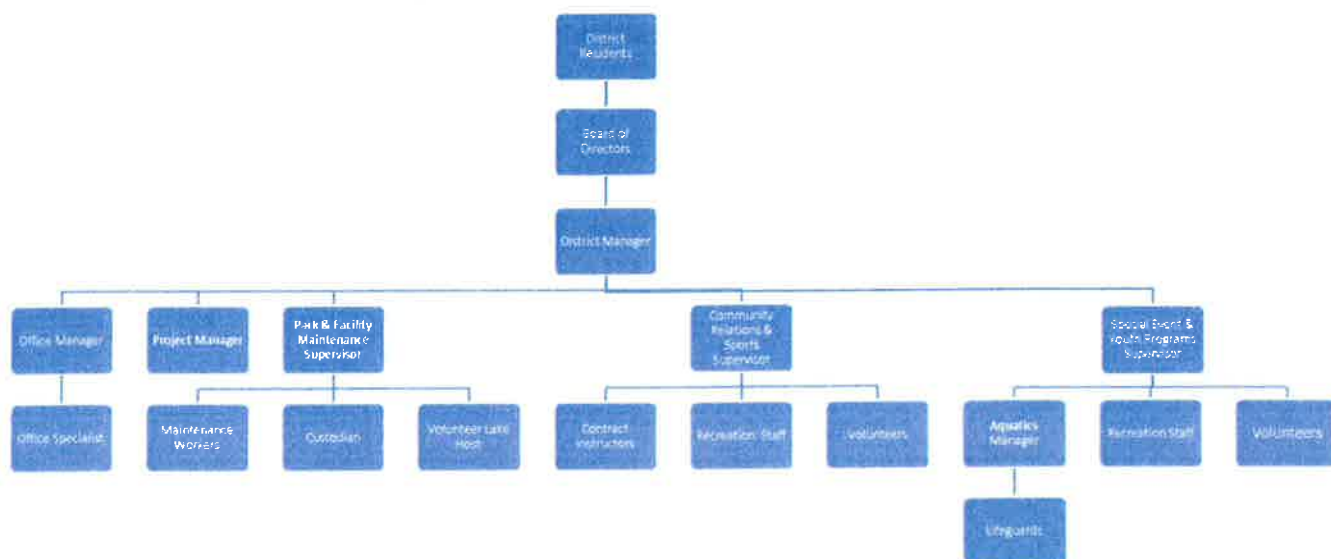 District
Residents
Board of
Directors
District Manager
Office Manager
Project Manager
Park & Facility
Maintenance
Supervisor
Community
Relations &
Sports
Supervisor
Special Event &
Youth Programs
Supervisor
Office Specialist
Maintenance
Workers
Custodian
Volunteer Lake
Host
Contract
Instructors
Recreation Staff
Volunteers
Aquatics
Manager
Recreation Staff
Volunteers
Lifeguards